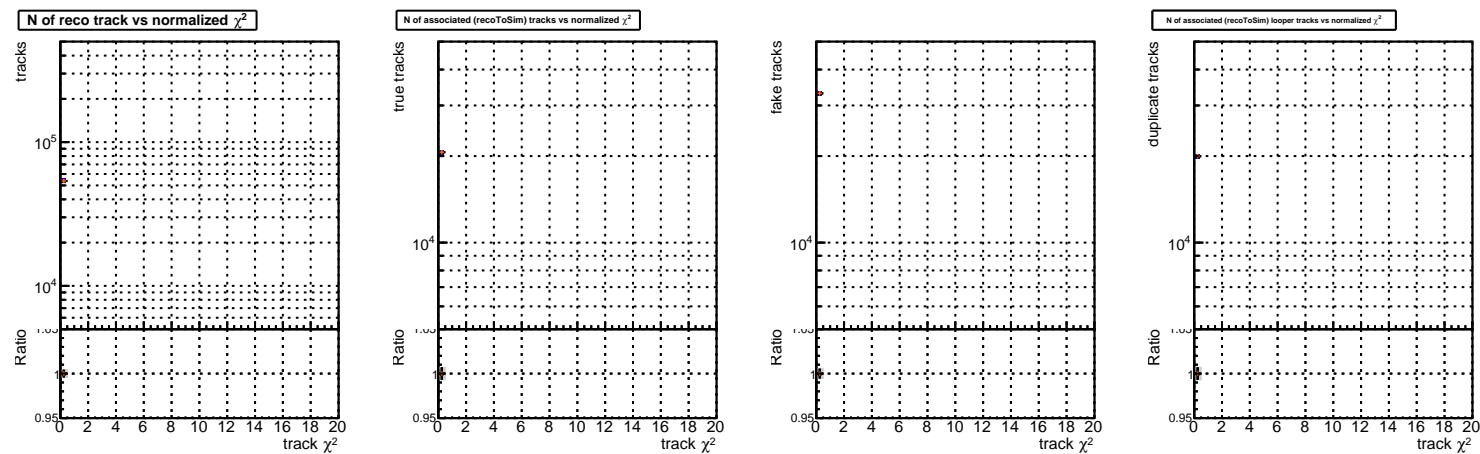 N of reco track vs normalized χ²
N of associated (recoToSim) tracks vs normalized χ²
N of associated (recoToSim) looper tracks vs normalized χ²
tracks
10⁵
10⁴
Ratio
1
0.95
0 2 4 6 8 10 12 14 16 18 20
track χ²
true tracks
10⁴
Ratio
1
0.95
0 2 4 6 8 10 12 14 16 18 20
track χ²
fake tracks
10⁴
Ratio
1
0.95
0 2 4 6 8 10 12 14 16 18 20
track χ²
duplicate tracks
10⁴
Ratio
1
0.95
0 2 4 6 8 10 12 14 16 18 20
track χ²